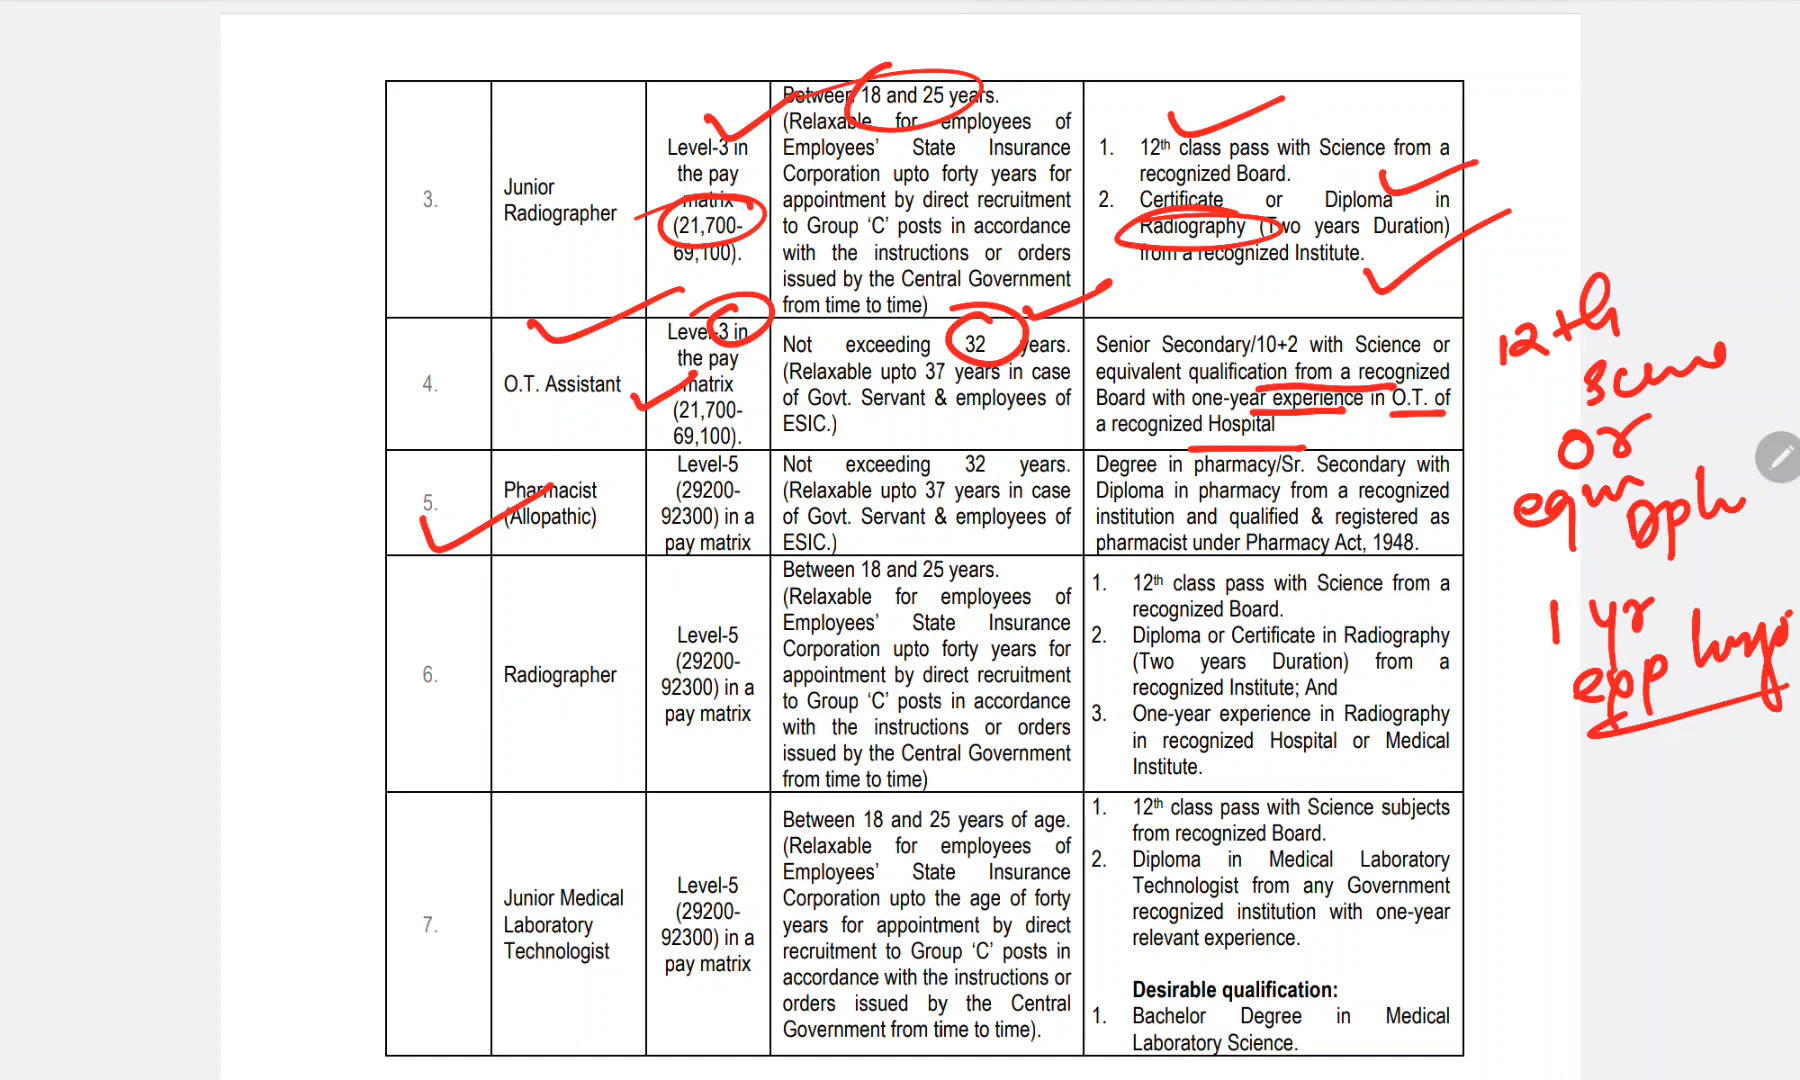 3.
Junior
Radiographer
Level-3 in
the pay
matrix
(21,700-
69,100).
Between 18 and 25 years.
(Relaxable for employees of
Employees' State Insurance
Corporation upto forty years for
appointment by direct recruitment
to Group 'C' posts in accordance
with the instructions or orders
issued by the Central Government
from time to time)
1. 12th class pass with Science from a
recognized Board.
2. Certificate or Diploma in
Radiography (Two years Duration)
from a recognized Institute.
4.
O.T. Assistant
Level-3 in
the pay
matrix
(21,700-
69,100).
Not exceeding 32 years.
(Relaxable upto 37 years in case
of Govt. Servant & employees of
ESIC.)
Senior Secondary/10+2 with Science or
equivalent qualification from a recognized
Board with one-year experience in O.T. of
a recognized Hospital
5.
Pharmacist
(Allopathic)
Level-5
(29200-
92300) in a
pay matrix
Not exceeding 32 years.
(Relaxable upto 37 years in case
of Govt. Servant & employees of
ESIC.)
Degree in pharmacy/Sr. Secondary with
Diploma in pharmacy from a recognized
institution and qualified & registered as
pharmacist under Pharmacy Act, 1948.
6.
Radiographer
Level-5
(29200-
92300) in a
pay matrix
Between 18 and 25 years.
(Relaxable for employees of
Employees' State Insurance
Corporation upto forty years for
appointment by direct recruitment
to Group 'C' posts in accordance
with the instructions or orders
issued by the Central Government
from time to time)
1. 12th class pass with Science from a
recognized Board.
2. Diploma or Certificate in Radiography
(Two years Duration) from a
recognized Institute; And
3. One-year experience in Radiography
in recognized Hospital or Medical
Institute.
7.
Junior Medical
Laboratory
Technologist
Level-5
(29200-
92300) in a
pay matrix
Between 18 and 25 years of age.
(Relaxable for employees of
Employees' State Insurance
Corporation upto the age of forty
years for appointment by direct
recruitment to Group 'C' posts in
accordance with the instructions or
orders issued by the Central
Government from time to time).
1. 12th class pass with Science subjects
from recognized Board.
2. Diploma in Medical Laboratory
Technologist from any Government
recognized institution with one-year
relevant experience.
Desirable qualification:
1. Bachelor Degree in Medical
Laboratory Science.
12th
or
1 yr
exp